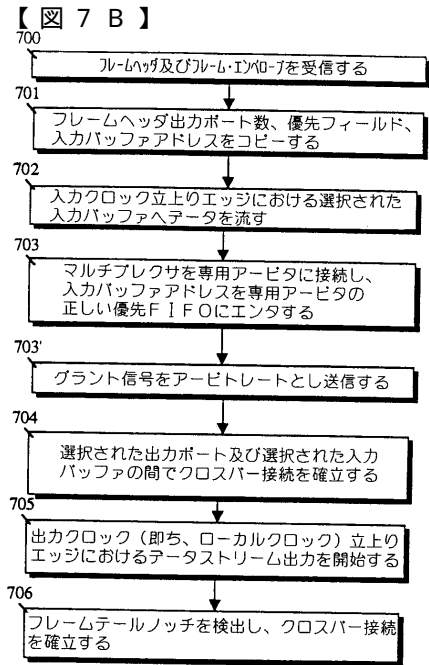 【図7B】
700
フレームヘッダ及びフレーム・エンベロープを受信する
701
フレームヘッダ出力ポート数、優先フィールド、
入力バッファアドレスをコピーする
702
入力クロック立上りエッジにおける選択された
入力バッファへデータを流す
703
マルチプレクサを専用アービタに接続し、
入力バッファアドレスを専用アービタの
正しい優先FIFOにエンタする
703'
グラント信号をアービトレートとし送信する
704
選択された出力ポート及び選択された入力
バッファの間でクロスバー接続を確立する
705
出力クロック(即ち、ローカルクロック)立上り
エッジにおけるデータストリーム出力を開始する
706
フレームテールノッチを検出し、クロスバー接続
を確立する